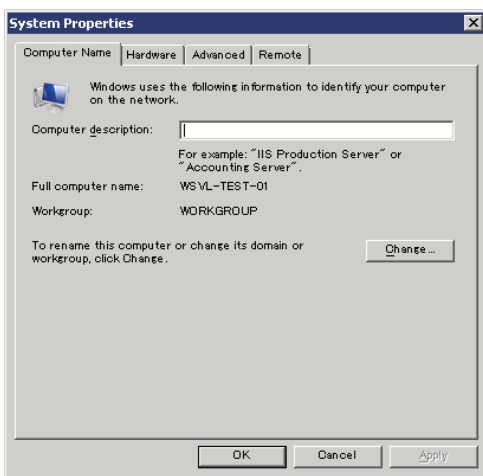 System Properties
Computer Name Hardware Advanced Remote
Windows uses the following information to identify your computer
on the network.
Computer description:
For example: "IIS Production Server" or
"Accounting Server".
Full computer name: WSVL-TEST-01
Workgroup: WORKGROUP
To rename this computer or change its domain or
workgroup, click Change.
Change...
OK Cancel Apply